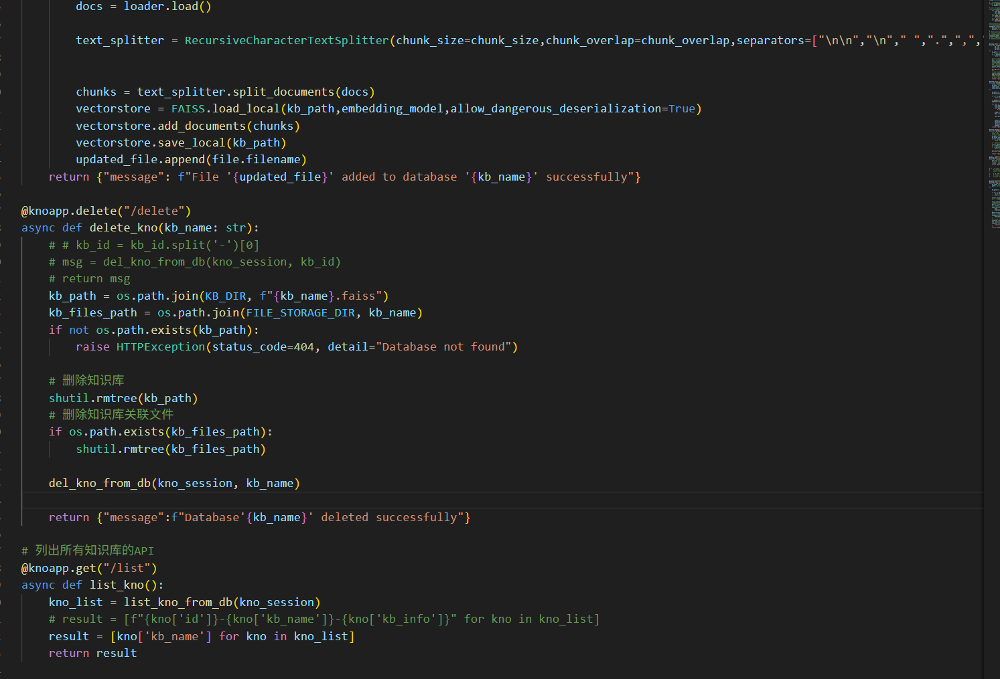 docs = loader.load()
text_splitter = RecursiveCharacterTextSplitter(chunk_size=chunk_size,chunk_overlap=chunk_overlap,separators=["\n\n","\n"," ",".",",",
chunks = text_splitter.split_documents(docs)
vectorstore = FAISS.load_local(kb_path,embedding_model,allow_dangerous_deserialization=True)
vectorstore.add_documents(chunks)
vectorstore.save_local(kb_path)
updated_file.append(file.filename)
return {"message": f"File '{updated_file}' added to database '{kb_name}' successfully"}
@knoapp.delete("/delete")
async def delete_kno(kb_name: str):
# # kb_id = kb_id.split('-')[0]
# msg = del_kno_from_db(kno_session, kb_id)
# return msg
kb_path = os.path.join(KB_DIR, f"{kb_name}.faiss")
kb_files_path = os.path.join(FILE_STORAGE_DIR, kb_name)
if not os.path.exists(kb_path):
raise HTTPException(status_code=404, detail="Database not found")
# 删除知识库
shutil.rmtree(kb_path)
# 删除知识库关联文件
if os.path.exists(kb_files_path):
shutil.rmtree(kb_files_path)
del_kno_from_db(kno_session, kb_name)
return {"message":f"Database'{kb_name}' deleted successfully"}
# 列出所有知识库的API
@knoapp.get("/list")
async def list_kno():
kno_list = list_kno_from_db(kno_session)
# result = [f"{kno['id']}-{kno['kb_name']}-{kno['kb_info']}" for kno in kno_list]
result = [kno['kb_name'] for kno in kno_list]
return result